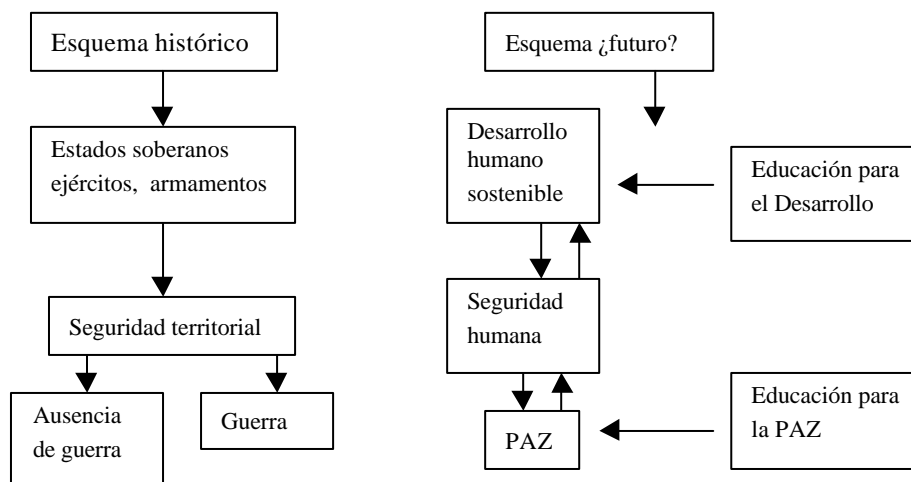 Esquema histórico
Estados soberanos
ejércitos, armamentos
Seguridad territorial
Ausencia
de guerra
Guerra
Esquema ¿futuro?
Desarrollo
humano
sostenible
Educación para
el Desarrollo
Seguridad
humana
PAZ
Educación para
la PAZ